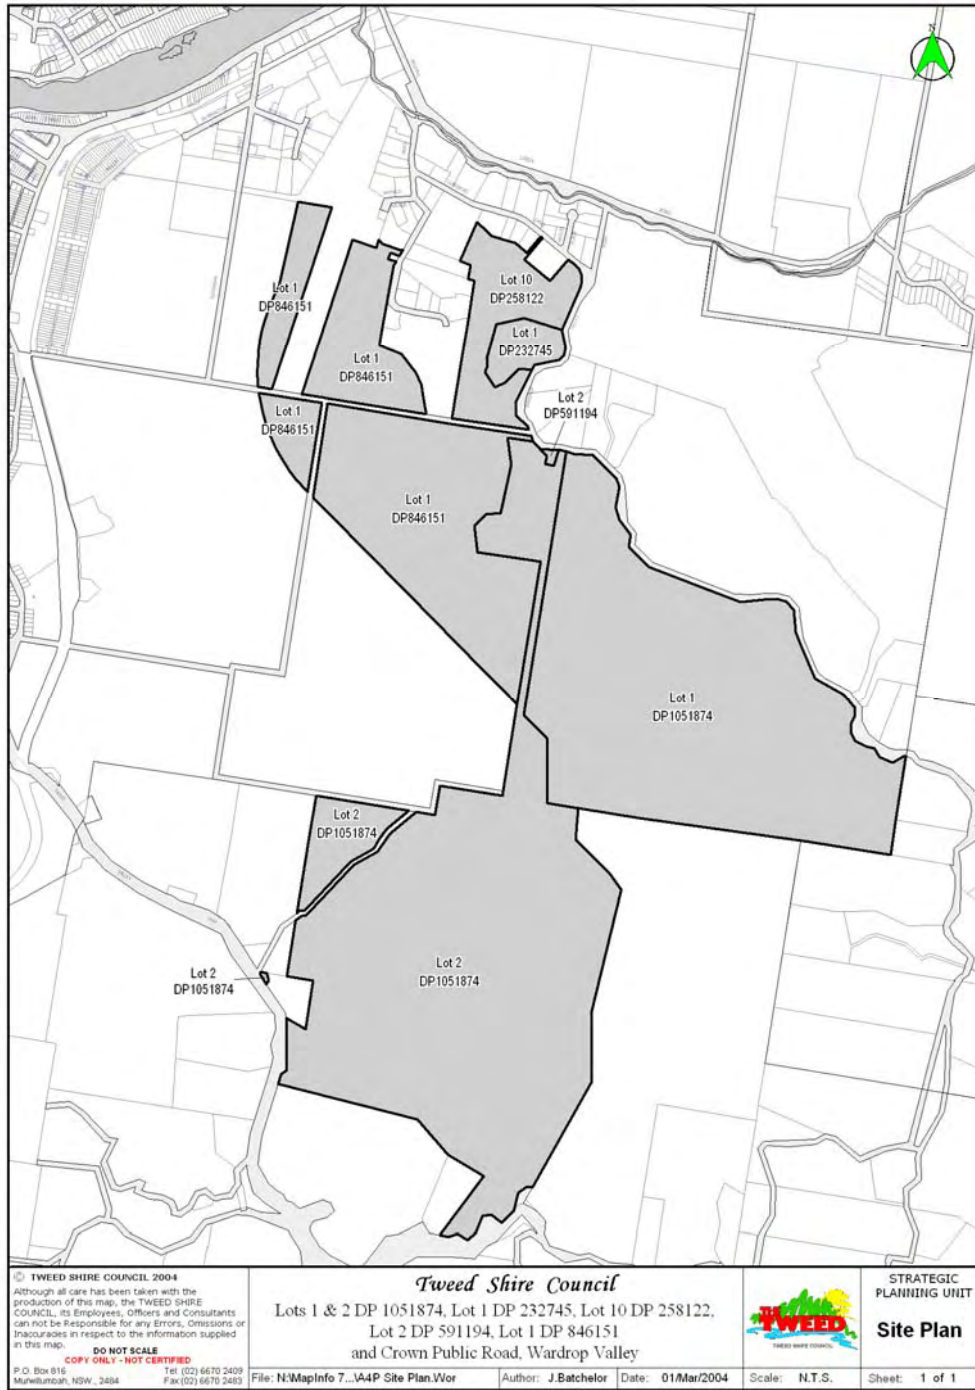 N
Lot 1
DP846151
Lot 10
DP258122
Lot 1
DP232745
Lot 1
DP846151
Lot 2
DP591194
Lot 1
DP846151
Lot 1
DP846151
Lot 1
DP1051874
Lot 2
DP1051874
Lot 2
DP1051874
Lot 2
DP1051874
© TWEED SHIRE COUNCIL 2004
Although all care has been taken with the
production of this map, the TWEED SHIRE
COUNCIL, its Employees, Officers and Consultants
can not be Responsible for any Errors, Omissions or
Inaccuracies in respect to the information supplied
in this map.
DO NOT SCALE
COPY ONLY - NOT CERTIFIED
P.O. Box 816 Tel: (02) 6670 2409
Murwillumbah, NSW., 2484 Fax:(02) 6670 2483
Tweed Shire Council
Lots 1 & 2 DP 1051874, Lot 1 DP 232745, Lot 10 DP 258122,
Lot 2 DP 591194, Lot 1 DP 846151
and Crown Public Road, Wardrop Valley
File: N:\MapInfo 7...\A4P Site Plan.Wor Author: J.Batchelor Date: 01/Mar/2004
THE
TWEED
TWEED SHIRE COUNCIL
Scale: N.T.S.
STRATEGIC
PLANNING UNIT
Site Plan
Sheet: 1 of 1